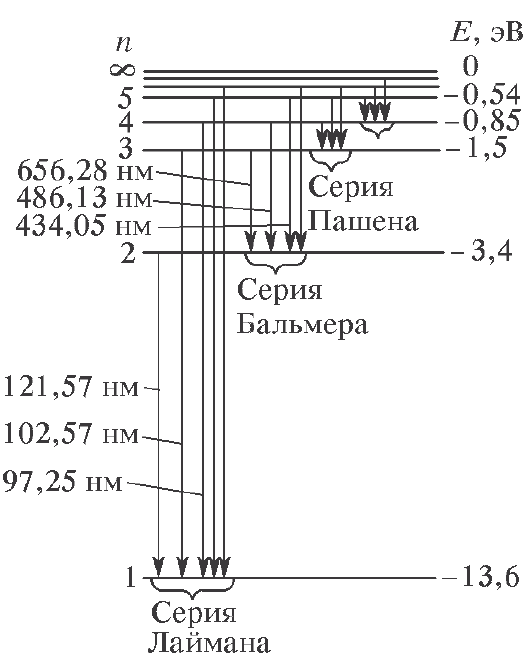 n
E, эВ
∞
0
5
−0,54
4
−0,85
3
−1,5
656,28 нм
486,13 нм
434,05 нм
Серия
Пашена
2
−3,4
Серия
Бальмера
121,57 нм
102,57 нм
97,25 нм
1
−13,6
Серия
Лаймана